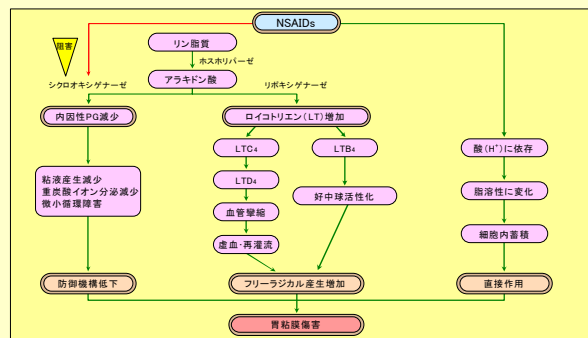 NSAIDs
阻害
リン脂質
ホスホリパーゼ
シクロオキシゲナーゼ
アラキドン酸
リポキシゲナーゼ
内因性PG減少
ロイコトリエン(LT)増加
LTC4
LTB4
酸(H⁺)に依存
粘液産生減少
重炭酸イオン分泌減少
微小循環障害
LTD4
好中球活性化
脂溶性に変化
血管攣縮
虚血・再灌流
細胞内蓄積
防御機構低下
フリーラジカル産生増加
直接作用
胃粘膜傷害